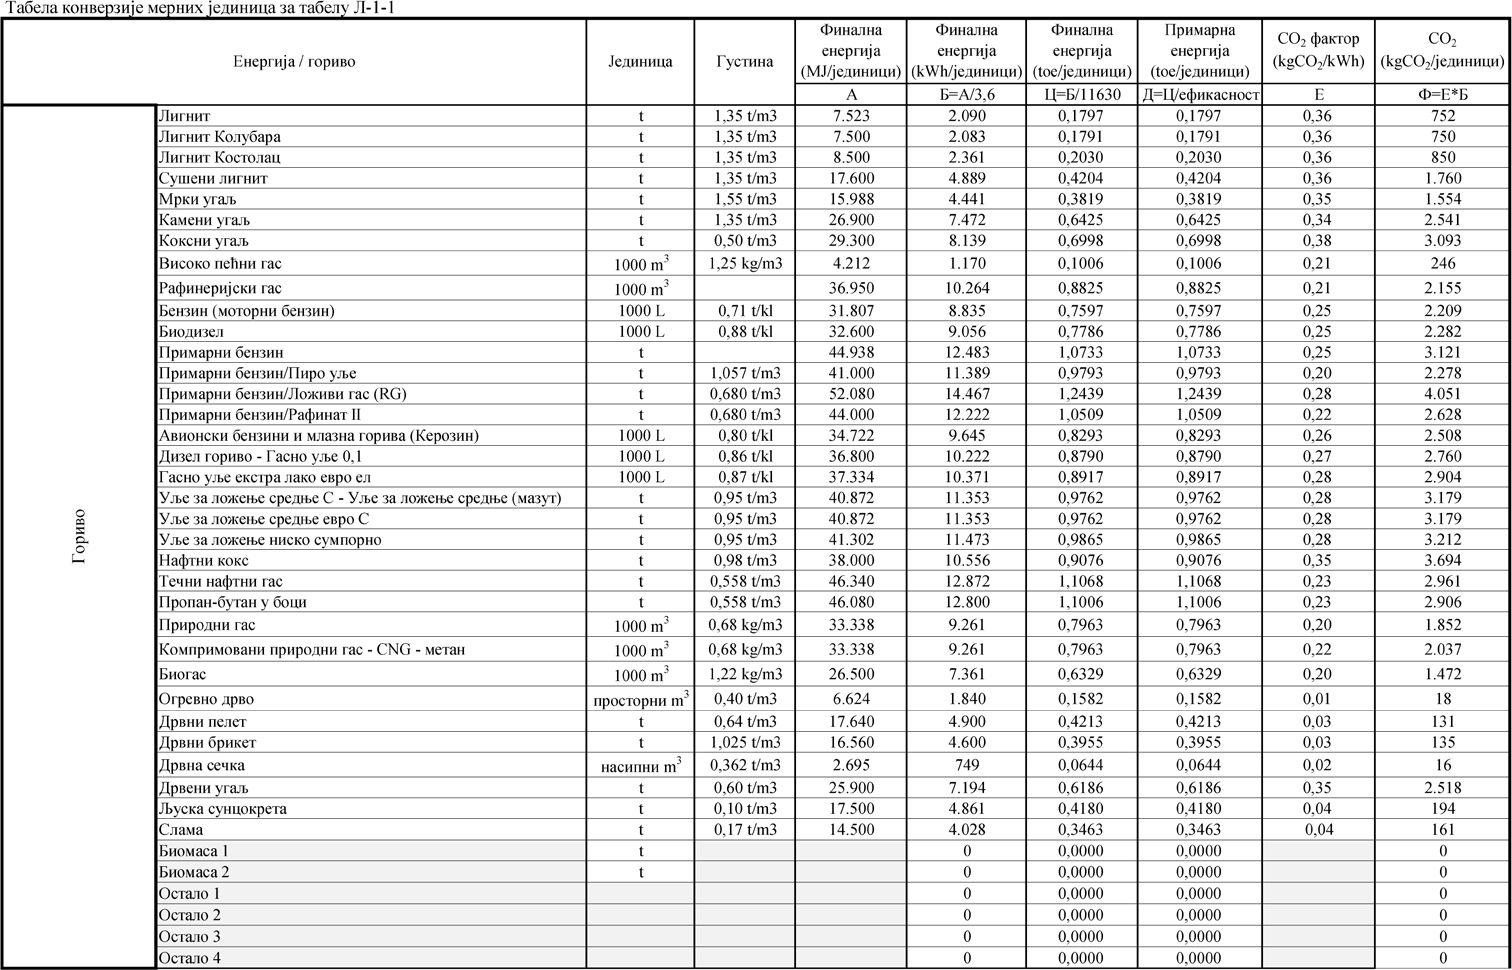 Табела конверзије мерних јединица за табелу Л-1-1
Енергија / гориво Јединица Густина Финална енергија (MJ/јединици) Финална енергија (kWh/јединици) Финална енергија (toe/јединици) Примарна енергија (toe/јединици) CO2 фактор (kgCO2/kWh) CO2 (kgCO2/јединици)
А Б=А/3,6 Ц=Б/11630 Д=Ц/ефикасност Е Ф=Е*Б
Гориво
Лигнит t 1,35 t/m3 7.523 2.090 0,1797 0,1797 0,36 752
Лигнит Колубара t 1,35 t/m3 7.500 2.083 0,1791 0,1791 0,36 750
Лигнит Костолац t 1,35 t/m3 8.500 2.361 0,2030 0,2030 0,36 850
Сушени лигнит t 1,35 t/m3 17.600 4.889 0,4204 0,4204 0,36 1.760
Мрки угаљ t 1,55 t/m3 15.988 4.441 0,3819 0,3819 0,35 1.554
Камени угаљ t 1,35 t/m3 26.900 7.472 0,6425 0,6425 0,34 2.541
Коксни угаљ t 0,50 t/m3 29.300 8.139 0,6998 0,6998 0,38 3.093
Високо пећни гас 1000 m3 1,25 kg/m3 4.212 1.170 0,1006 0,1006 0,21 246
Рафинеријски гас 1000 m3 36.950 10.264 0,8825 0,8825 0,21 2.155
Бензин (моторни бензин) 1000 L 0,71 t/kl 31.807 8.835 0,7597 0,7597 0,25 2.209
Биодизел 1000 L 0,88 t/kl 32.600 9.056 0,7786 0,7786 0,25 2.282
Примарни бензин t 44.938 12.483 1,0733 1,0733 0,25 3.121
Примарни бензин/Пиро уље t 1,057 t/m3 41.000 11.389 0,9793 0,9793 0,20 2.278
Примарни бензин/Ложиви гас (RG) t 0,680 t/m3 52.080 14.467 1,2439 1,2439 0,28 4.051
Примарни бензин/Рафинат II t 0,680 t/m3 44.000 12.222 1,0509 1,0509 0,22 2.628
Авионски бензини и млазна горива (Керозин) 1000 L 0,80 t/kl 34.722 9.645 0,8293 0,8293 0,26 2.508
Дизел гориво - Гасно уље 0,1 1000 L 0,86 t/kl 36.800 10.222 0,8790 0,8790 0,27 2.760
Гасно уље екстра лако евро ел 1000 L 0,87 t/kl 37.334 10.371 0,8917 0,8917 0,28 2.904
Уље за ложење средње С - Уље за ложење средње (мазут) t 0,95 t/m3 40.872 11.353 0,9762 0,9762 0,28 3.179
Уље за ложење средње евро С t 0,95 t/m3 40.872 11.353 0,9762 0,9762 0,28 3.179
Уље за ложење ниско сумпорно t 0,95 t/m3 41.302 11.473 0,9865 0,9865 0,28 3.212
Нафтни кокс t 0,98 t/m3 38.000 10.556 0,9076 0,9076 0,35 3.694
Течни нафтни гас t 0,558 t/m3 46.340 12.872 1,1068 1,1068 0,23 2.961
Пропан-бутан у боци t 0,558 t/m3 46.080 12.800 1,1006 1,1006 0,23 2.906
Природни гас 1000 m3 0,68 kg/m3 33.338 9.261 0,7963 0,7963 0,20 1.852
Компримовани природни гас - CNG - метан 1000 m3 0,68 kg/m3 33.338 9.261 0,7963 0,7963 0,22 2.037
Биогас 1000 m3 1,22 kg/m3 26.500 7.361 0,6329 0,6329 0,20 1.472
Огревно дрво просторни m3 0,40 t/m3 6.624 1.840 0,1582 0,1582 0,01 18
Дрвни пелет t 0,64 t/m3 17.640 4.900 0,4213 0,4213 0,03 131
Дрвни брикет t 1,025 t/m3 16.560 4.600 0,3955 0,3955 0,03 135
Дрвна сечка насипни m3 0,362 t/m3 2.695 749 0,0644 0,0644 0,02 16
Дрвени угаљ t 0,60 t/m3 25.900 7.194 0,6186 0,6186 0,35 2.518
Љуска сунцокрета t 0,10 t/m3 17.500 4.861 0,4180 0,4180 0,04 194
Слама t 0,17 t/m3 14.500 4.028 0,3463 0,3463 0,04 161
Биомаса 1 t 0 0,0000 0,0000 0
Биомаса 2 t 0 0,0000 0,0000 0
Остало 1 0 0,0000 0,0000 0
Остало 2 0 0,0000 0,0000 0
Остало 3 0 0,0000 0,0000 0
Остало 4 0 0,0000 0,0000 0